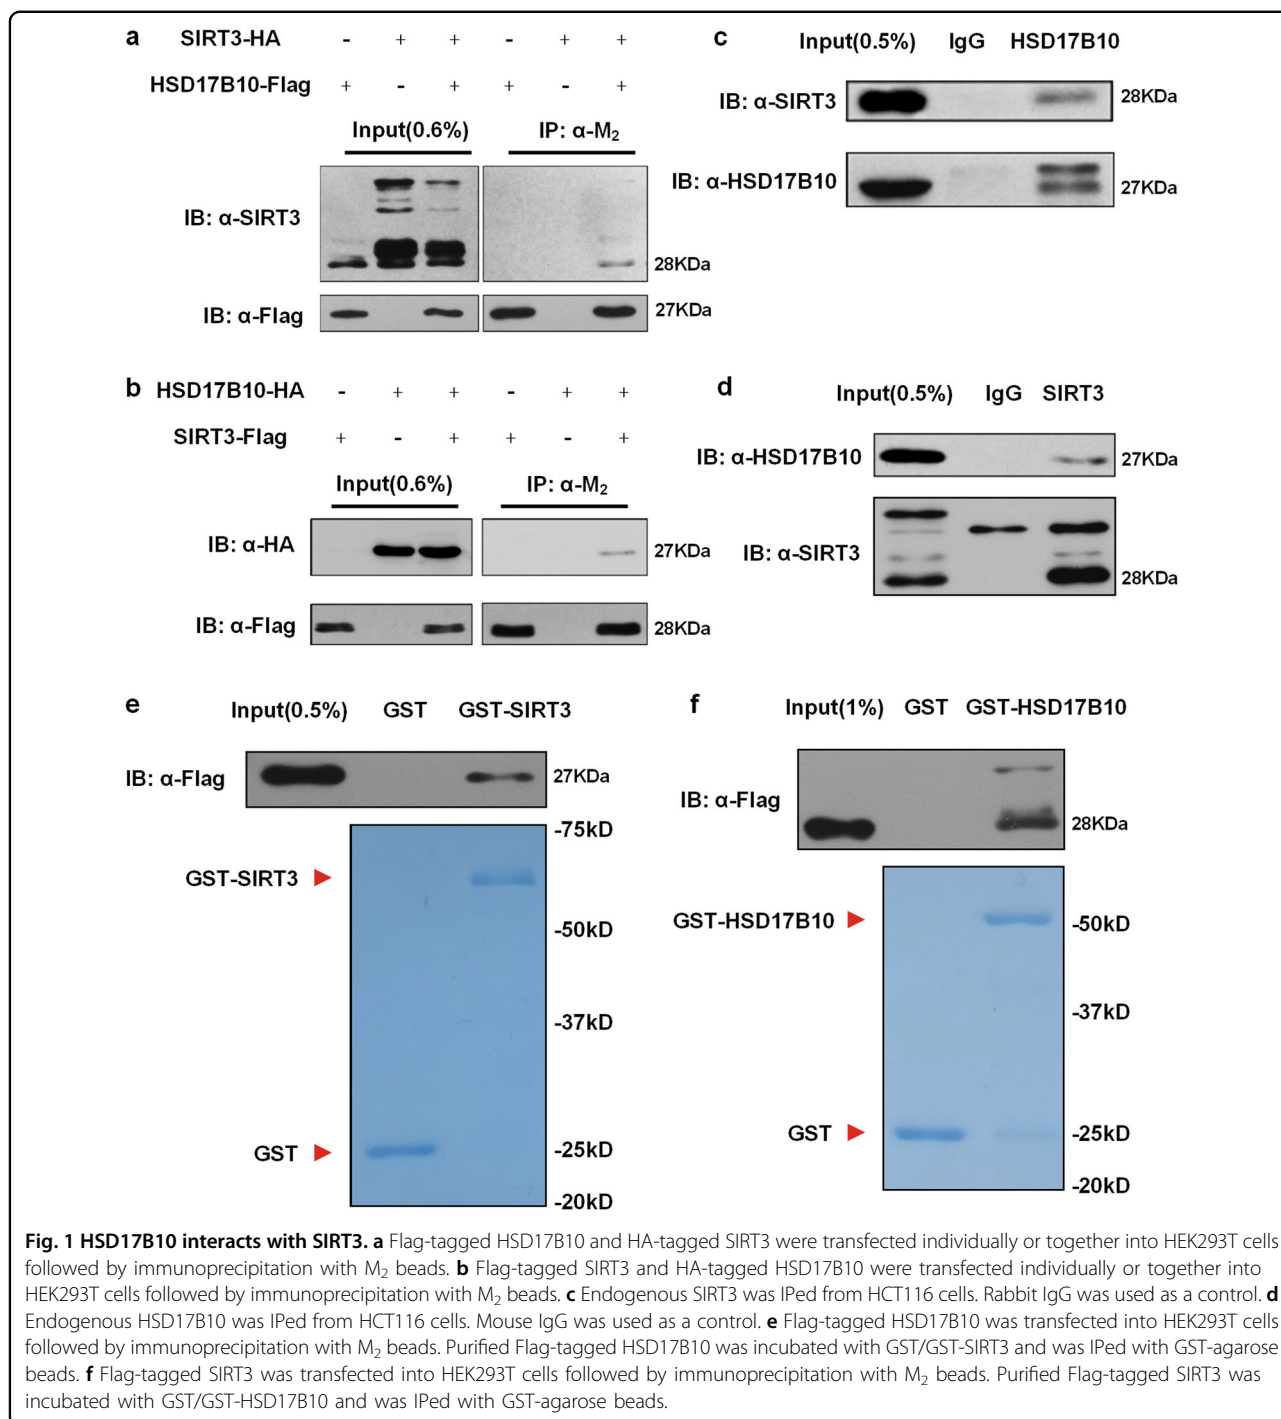 a
SIRT3-HA - + + - + +
HSD17B10-Flag + - + + - +
Input(0.6%) IP: α-M2
IB: α-SIRT3 28KDa
IB: α-Flag 27KDa
b
HSD17B10-HA - + + - + +
SIRT3-Flag + - + + - +
Input(0.6%) IP: α-M2
IB: α-HA 27KDa
IB: α-Flag 28KDa
c
Input(0.5%) IgG HSD17B10
IB: α-SIRT3 28KDa
IB: α-HSD17B10 27KDa
d
Input(0.5%) IgG SIRT3
IB: α-HSD17B10 27KDa
IB: α-SIRT3 28KDa
e
Input(0.5%) GST GST-SIRT3
IB: α-Flag 27KDa
-75kD
GST-SIRT3
-50kD
-37kD
GST -25kD
-20kD
f
Input(1%) GST GST-HSD17B10
IB: α-Flag 28KDa
GST-HSD17B10 -50kD
-37kD
GST -25kD
-20kD
Fig. 1 HSD17B10 interacts with SIRT3. a Flag-tagged HSD17B10 and HA-tagged SIRT3 were transfected individually or together into HEK293T cells
followed by immunoprecipitation with M2 beads. b Flag-tagged SIRT3 and HA-tagged HSD17B10 were transfected individually or together into
HEK293T cells followed by immunoprecipitation with M2 beads. c Endogenous SIRT3 was IPed from HCT116 cells. Rabbit IgG was used as a control. d
Endogenous HSD17B10 was IPed from HCT116 cells. Mouse IgG was used as a control. e Flag-tagged HSD17B10 was transfected into HEK293T cells
followed by immunoprecipitation with M2 beads. Purified Flag-tagged HSD17B10 was incubated with GST/GST-SIRT3 and was IPed with GST-agarose
beads. f Flag-tagged SIRT3 was transfected into HEK293T cells followed by immunoprecipitation with M2 beads. Purified Flag-tagged SIRT3 was
incubated with GST/GST-HSD17B10 and was IPed with GST-agarose beads.